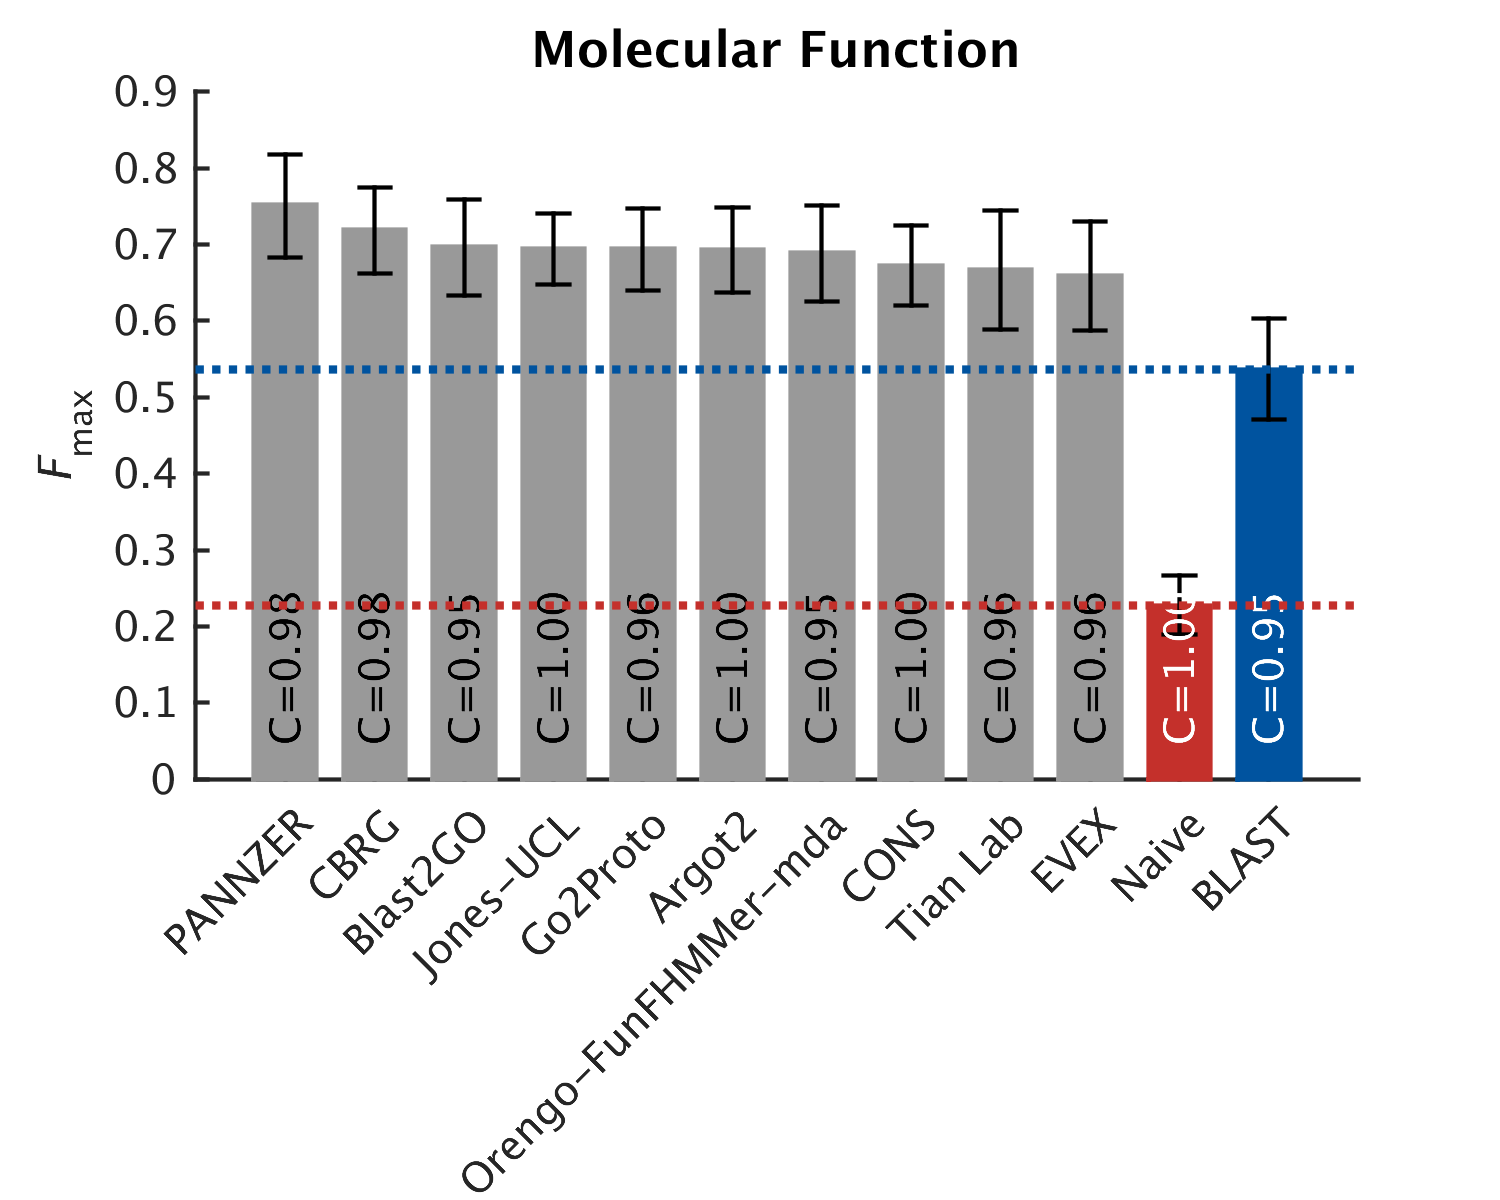 Molecular Function
0.9
0.8
0.7
0.6
0.5
0.4
0.3
0.2
0.1
0
Fmax
C=0.98
C=0.98
C=0.95
C=1.00
C=0.96
C=1.00
C=0.95
C=1.00
C=0.96
C=0.96
C=1.00
C=0.95
PANNZER
CBRG
Blast2GO
Jones-UCL
Go2Proto
Argot2
Orengo-FunFHMMer-mda
CONS
Tian Lab
EVEX
Naive
BLAST